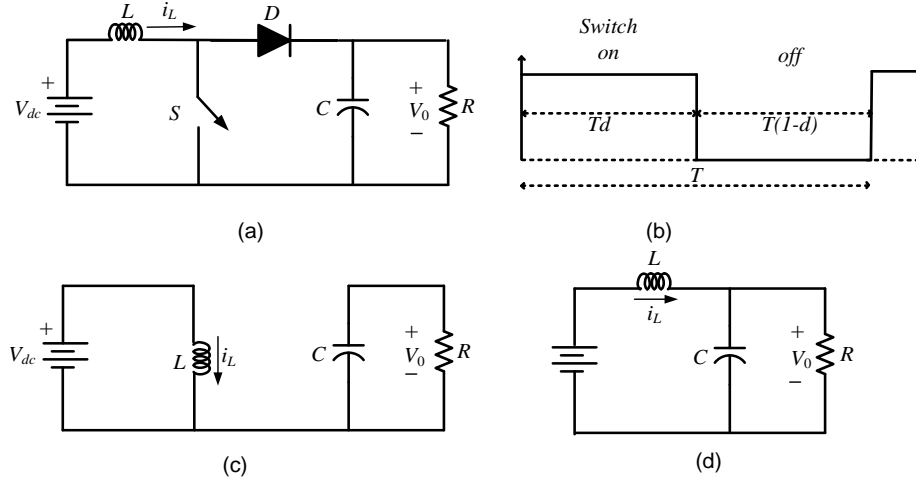 L
i_L
D
+
V_dc
S
C
+
V_0
−
R
(a)
Switch
on
off
Td
T(1-d)
T
(b)
+
V_dc
L
i_L
C
+
V_0
−
R
(c)
L
i_L
C
+
V_0
−
R
(d)